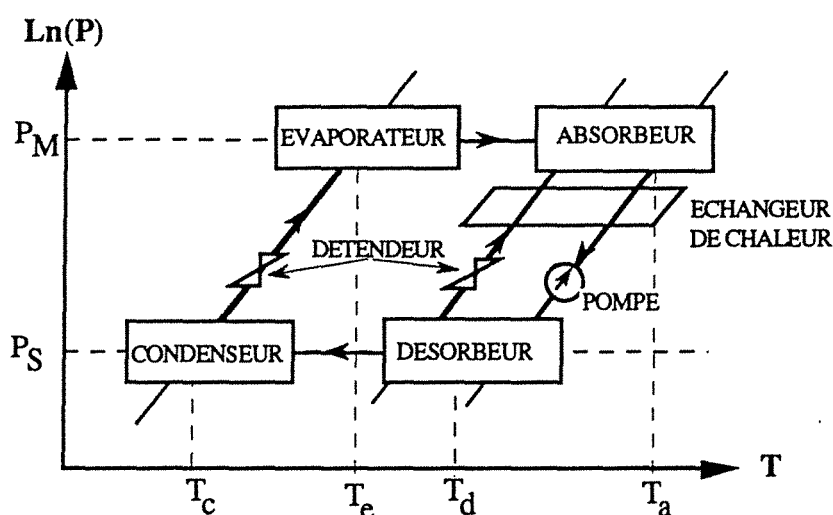 Ln(P)
P_M
EVAPORATEUR
ABSORBEUR
ECHANGEUR
DE CHALEUR
DETENDEUR
POMPE
P_S
CONDENSEUR
DESORBEUR
T_c
T_e
T_d
T_a
T